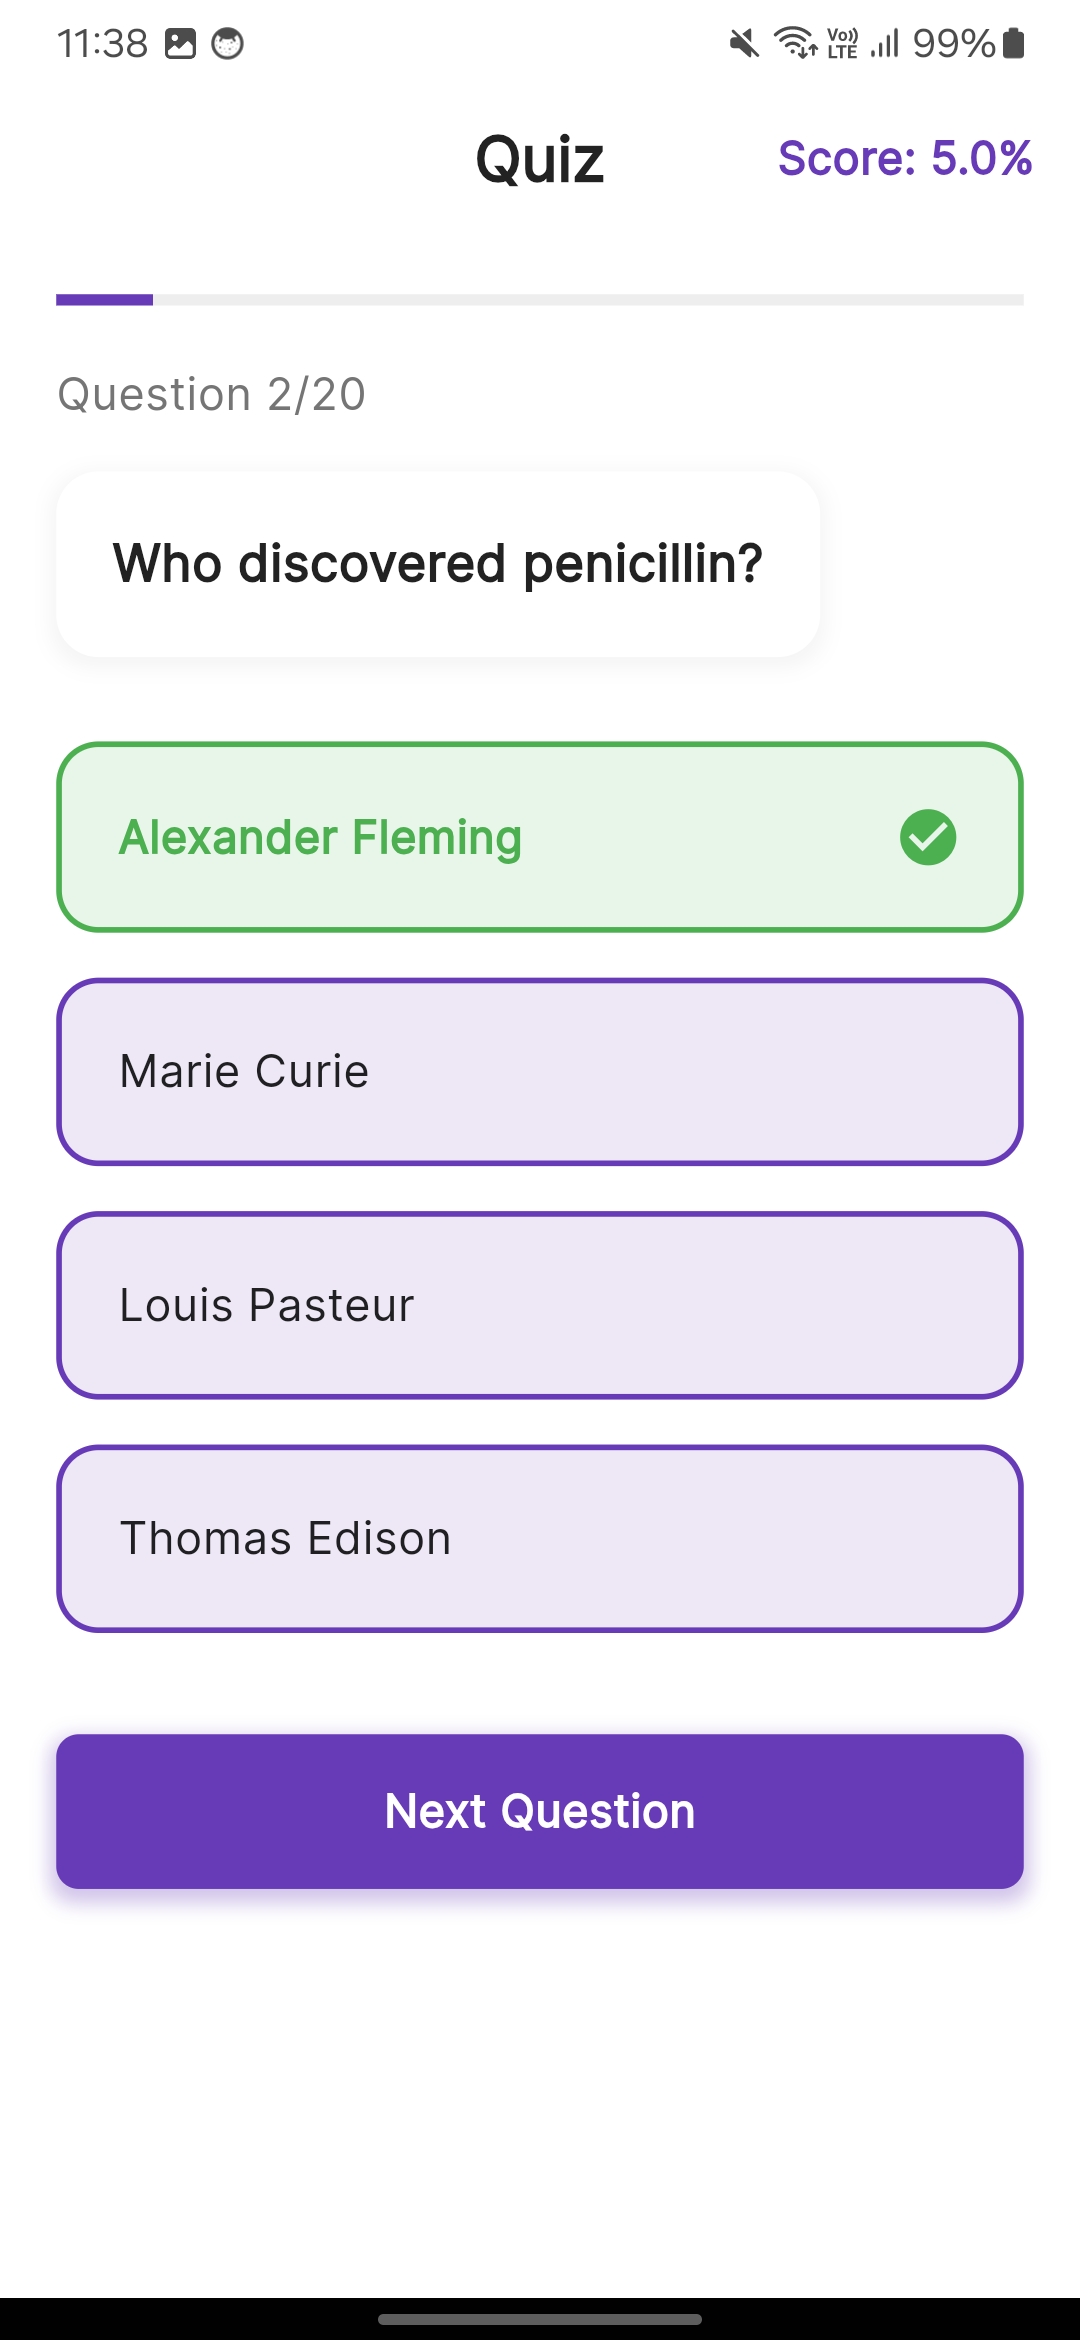 11:38 Vo)) LTE 99%
Quiz Score: 5.0%
Question 2/20
Who discovered penicillin?
Alexander Fleming
Marie Curie
Louis Pasteur
Thomas Edison
Next Question